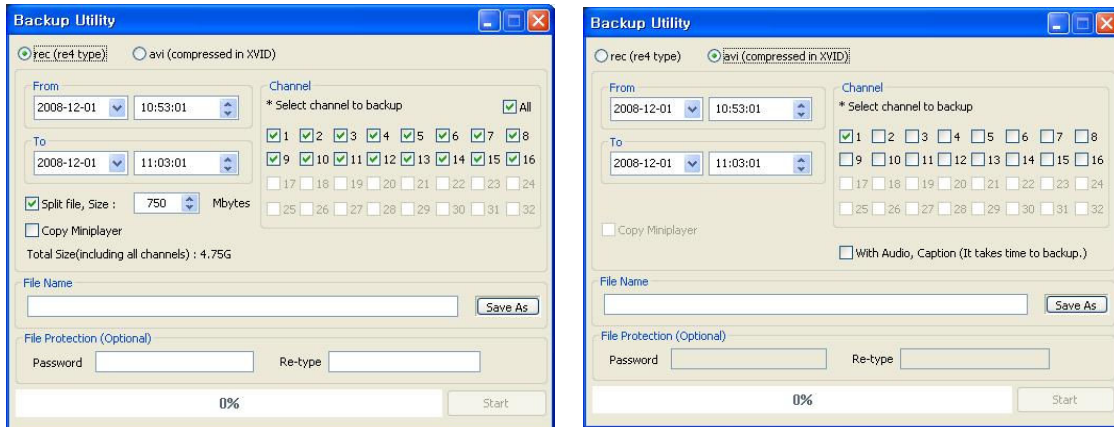 Backup Utility
rec (re4 type) avi (compressed in XVID)
From
2008-12-01 10:53:01
To
2008-12-01 11:03:01
Split file, Size : 750 Mbytes
Copy Miniplayer
Total Size(including all channels) : 4.75G
Channel
* Select channel to backup All
1 2 3 4 5 6 7 8
9 10 11 12 13 14 15 16
17 18 19 20 21 22 23 24
25 26 27 28 29 30 31 32
File Name
Save As
File Protection (Optional)
Password Re-type
0% Start
Backup Utility
rec (re4 type) avi (compressed in XVID)
From
2008-12-01 10:53:01
To
2008-12-01 11:03:01
Copy Miniplayer
Channel
* Select channel to backup
1 2 3 4 5 6 7 8
9 10 11 12 13 14 15 16
17 18 19 20 21 22 23 24
25 26 27 28 29 30 31 32
With Audio, Caption (It takes time to backup.)
File Name
Save As
File Protection (Optional)
Password Re-type
0% Start